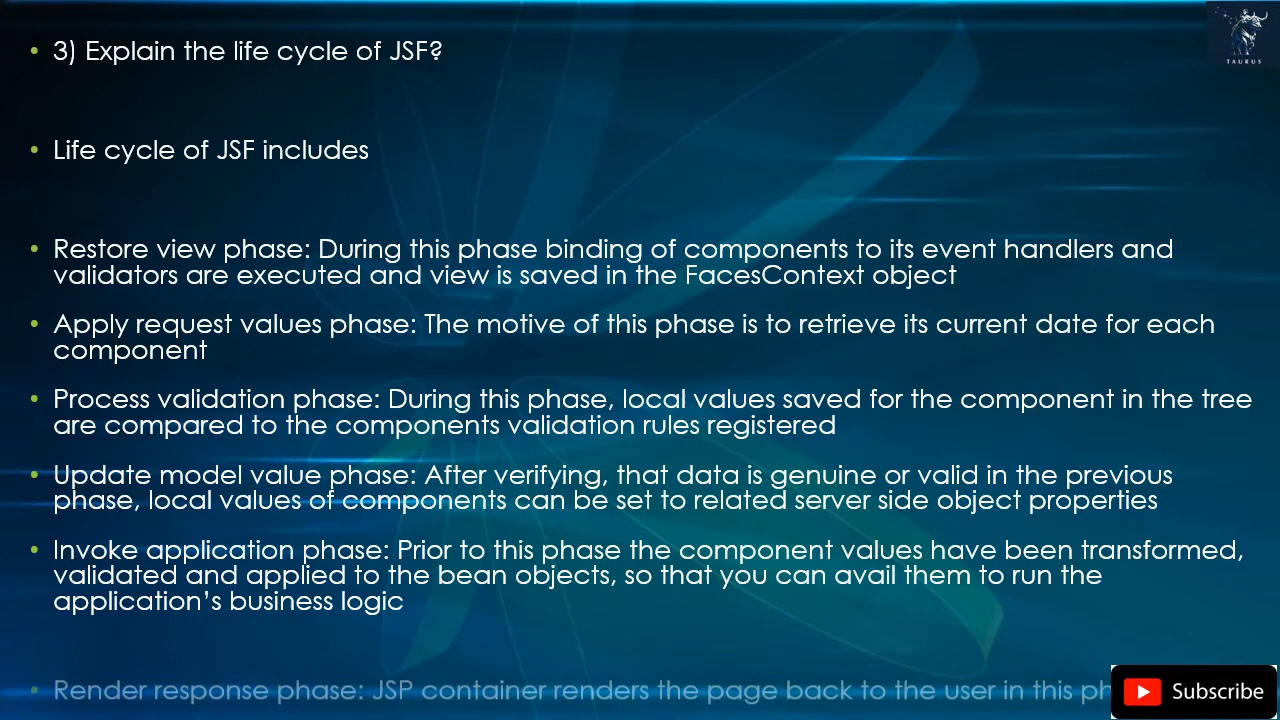 3) Explain the life cycle of JSF?
TAURUS
Life cycle of JSF includes
Restore view phase: During this phase binding of components to its event handlers and
validators are executed and view is saved in the FacesContext object
Apply request values phase: The motive of this phase is to retrieve its current date for each
component
Process validation phase: During this phase, local values saved for the component in the tree
are compared to the components validation rules registered
Update model value phase: After verifying, that data is genuine or valid in the previous
phase, local values of components can be set to related server side object properties
Invoke application phase: Prior to this phase the component values have been transformed,
validated and applied to the bean objects, so that you can avail them to run the
application's business logic
Render response phase: JSP container renders the page back to the user in this
Subscribe